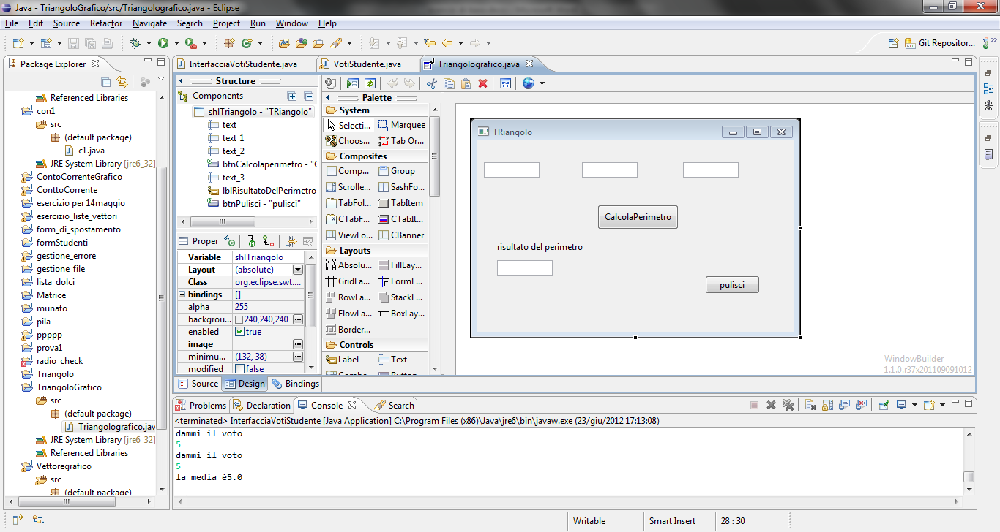 Java - TriangoloGrafico/src/Triangolografico.java - Eclipse
File Edit Source Refactor Navigate Search Project Run Window Help
Git Repositor...
Package Explorer
Referenced Libraries
con1
src
(default package)
c1.java
JRE System Library [jre6_32]
ContoCorrenteGrafico
ConttoCorrente
esercizio per 14maggio
esercizio_liste_vettori
form_di_spostamento
formStudenti
gestione_errore
gestione_file
lista_dolci
Matrice
munafo
pila
ppppp
prova1
radio_check
Triangolo
TriangoloGrafico
src
(default package)
Triangolografico.jav
JRE System Library [jre6_32]
Referenced Libraries
Vettoregrafico
src
(default package)
InterfacciaVotiStudente.java VotiStudente.java Triangolografico.java
Structure
Components
shlTriangolo - "TRiangolo"
text
text_1
text_2
btnCalcolaperimetro - "C
text_3
lblRisultatoDelPerimetro
btnPulisci - "pulisci"
Proper
Variable shlTriangolo
Layout (absolute)
Class org.eclipse.swt....
bindings []
alpha 255
backgrou... 240,240,240
enabled true
image
minimu... (132, 38)
modified false
Palette
System
Selecti... Marquee
Choos... Tab Or...
Composites
Comp... Group
Scrolle... SashFo...
TabFol... TabItem
CTabF... CTabIt...
ViewFo... CBanner
Layouts
Absolu... FillLay...
GridLa... FormL...
RowLa... StackL...
FlowLa... BoxLay...
Border...
Controls
Label Text
Combo Button
TRiangolo
CalcolaPerimetro
risultato del perimetro
pulisci
WindowBuilder
1.1.0.r37x201109091012
Source Design Bindings
Problems Declaration Console Search
<terminated> InterfacciaVotiStudente [Java Application] C:\Program Files (x86)\Java\jre6\bin\javaw.exe (23/giu/2012 17:13:08)
dammi il voto
5
dammi il voto
5
la media è5.0
Writable Smart Insert 28 : 30